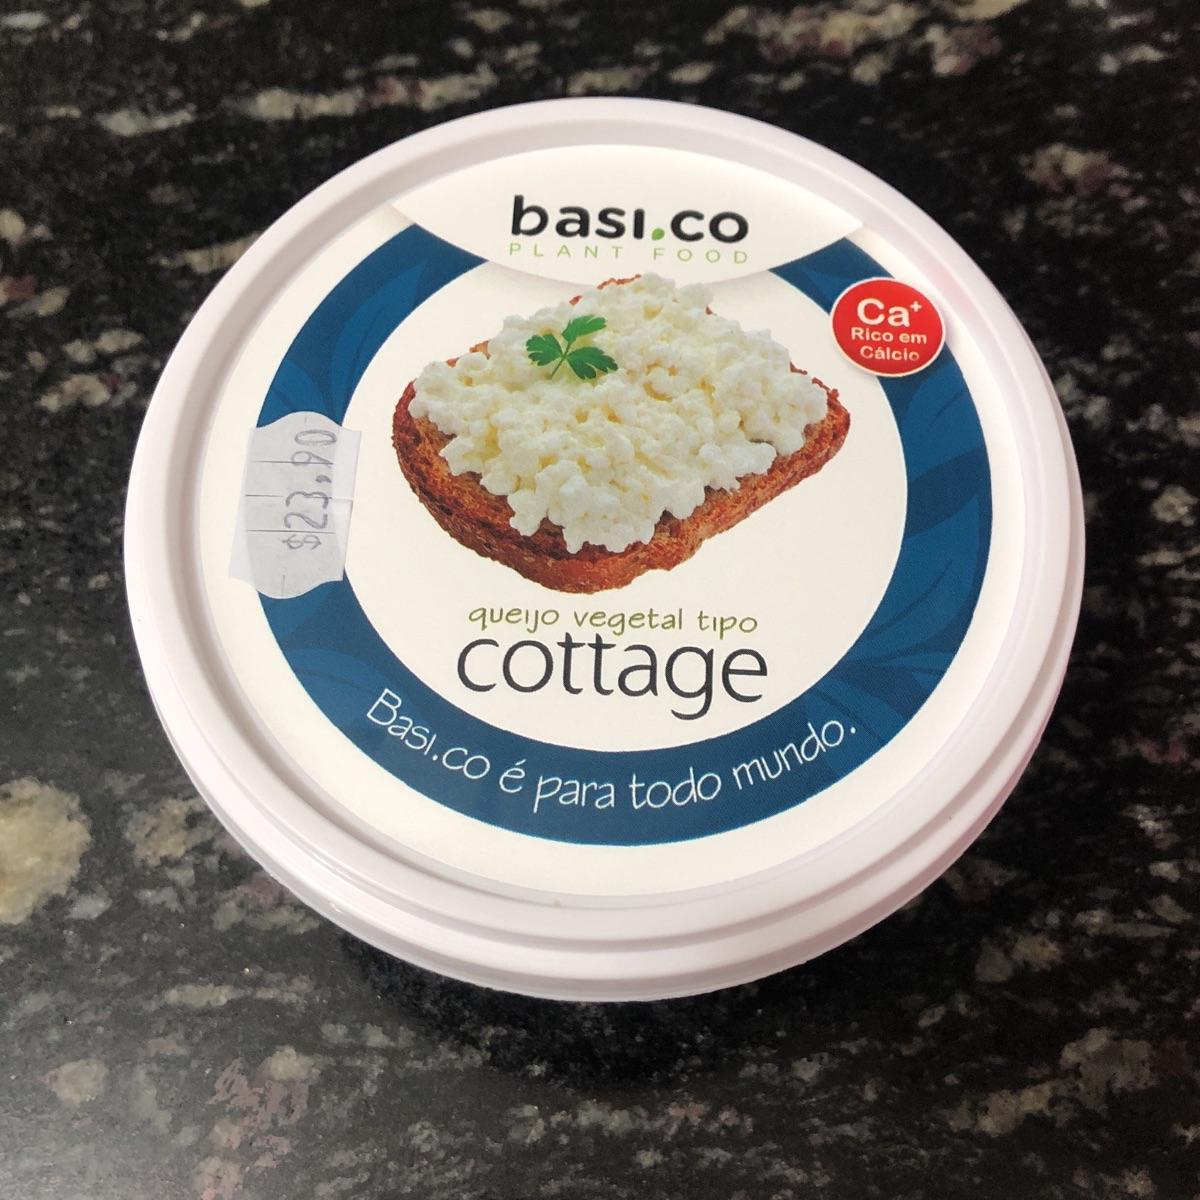 basi.co
PLANT FOOD
Ca⁺
Rico em
Cálcio
$23,90
queijo vegetal tipo
cottage
Basi.co é para todo mundo.